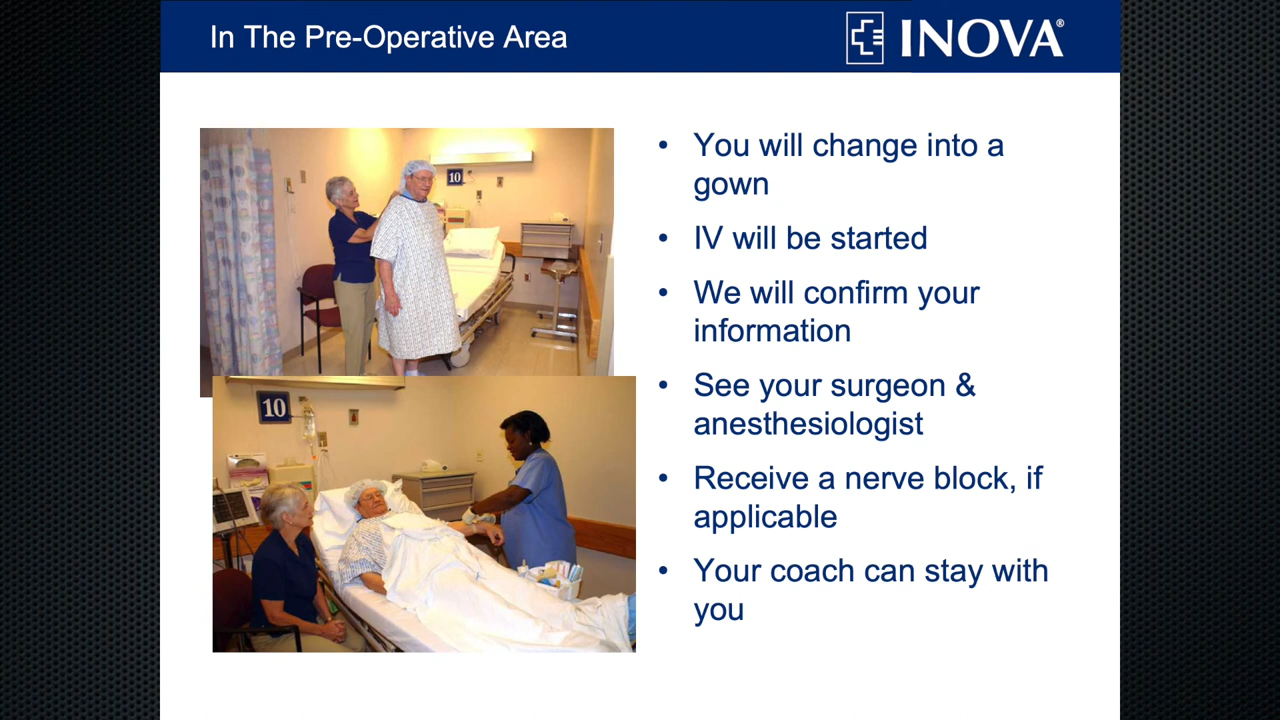 In The Pre-Operative Area
INOVA®
10
10
• You will change into a
gown
• IV will be started
• We will confirm your
information
• See your surgeon &
anesthesiologist
• Receive a nerve block, if
applicable
• Your coach can stay with
you